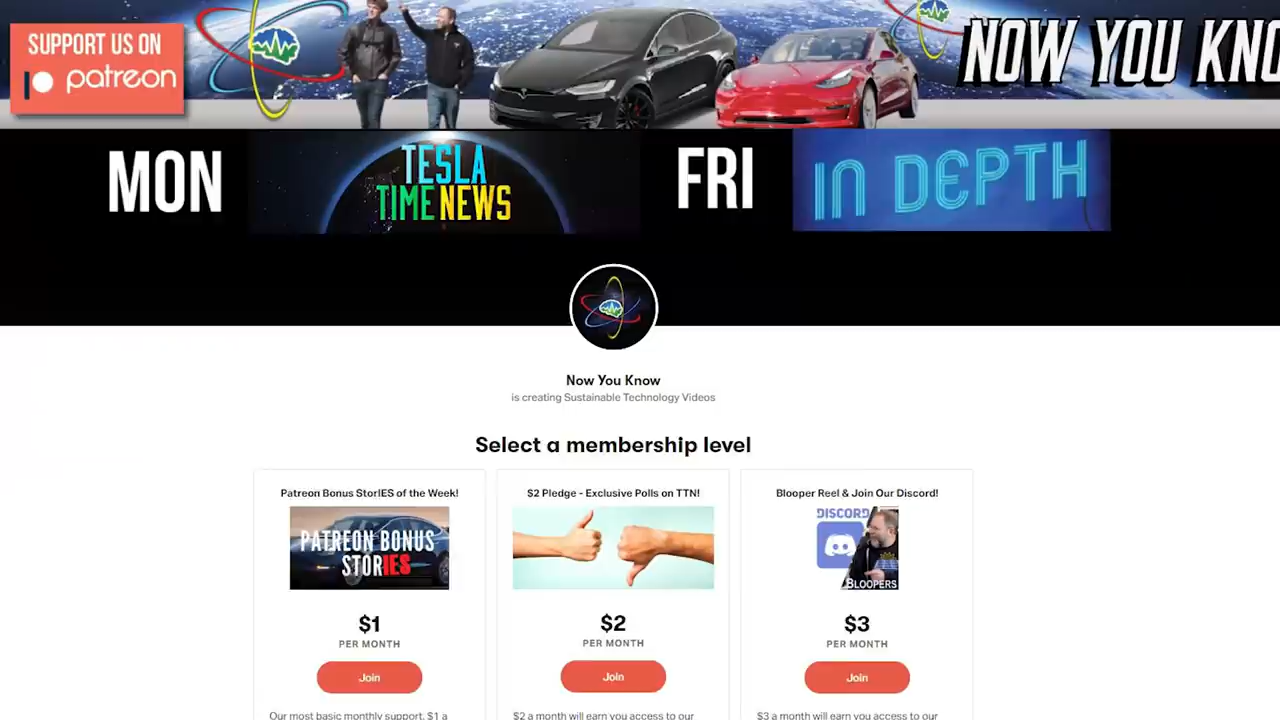 SUPPORT US ON
patreon
NOW YOU KNO
MON
TESLA
TIME NEWS
FRI
IN DEPTH
Now You Know
is creating Sustainable Technology Videos
Select a membership level
Patreon Bonus StorIES of the Week!
PATREON BONUS
STORIES
$1
PER MONTH
Join
Our most basic monthly support. $1 a
$2 Pledge - Exclusive Polls on TTN!
$2
PER MONTH
Join
$2 a month will earn you access to our
Blooper Reel & Join Our Discord!
DISCORD
BLOOPERS
$3
PER MONTH
Join
$3 a month will earn you access to our